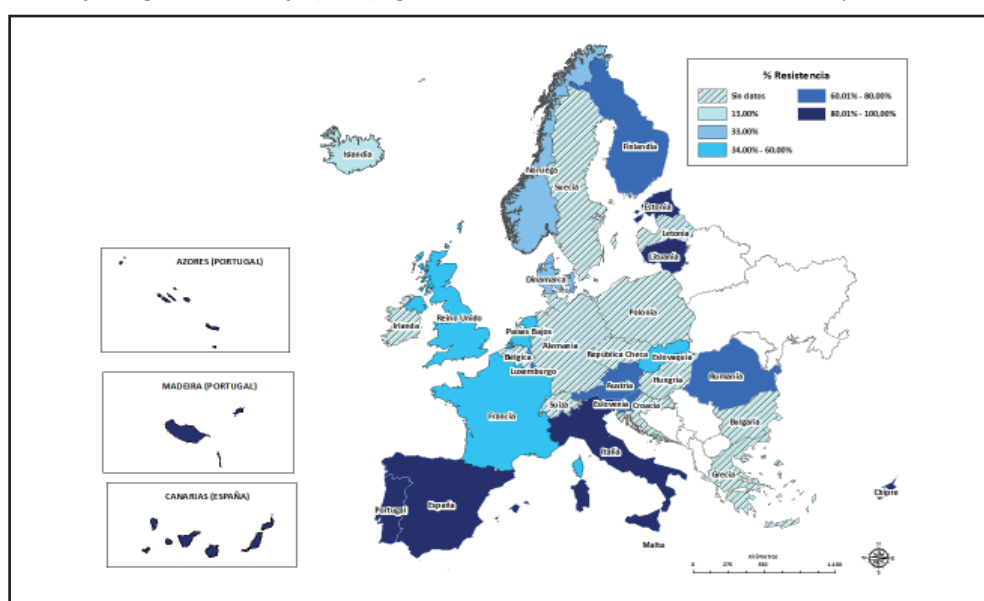 % Resistencia
Sin datos
13,00%
33,00%
34,00% - 60,00%
60,01% - 80,00%
80,01% - 100,00%
Islandia
Noruega
Suecia
Finlandia
Estonia
Letonia
Lituania
Dinamarca
Irlanda
Reino Unido
Países Bajos
Bélgica
Luxemburgo
Alemania
Polonia
República Checa
Eslovaquia
Austria
Hungría
Rumanía
Suiza
Eslovenia
Croacia
Bulgaria
Francia
Italia
Grecia
Portugal
España
Malta
Chipre
AZORES (PORTUGAL)
MADEIRA (PORTUGAL)
CANARIAS (ESPAÑA)